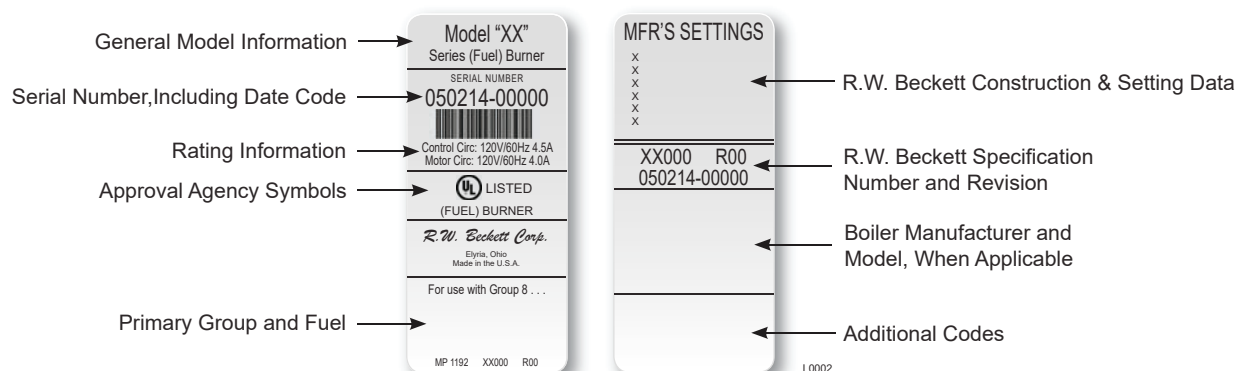 General Model Information
Serial Number,Including Date Code
Rating Information
Approval Agency Symbols
Primary Group and Fuel
Model “XX”
Series (Fuel) Burner
SERIAL NUMBER
050214-00000
Control Circ: 120V/60Hz 4.5A
Motor Circ: 120V/60Hz 4.0A
UL LISTED
(FUEL) BURNER
R.W. Beckett Corp.
Elyria, Ohio
Made in the U.S.A.
For use with Group 8 . . .
MP 1192 XX000 R00
MFR'S SETTINGS
x
x
x
x
x
x
XX000 R00
050214-00000
R.W. Beckett Construction & Setting Data
R.W. Beckett Specification
Number and Revision
Boiler Manufacturer and
Model, When Applicable
Additional Codes
L0002